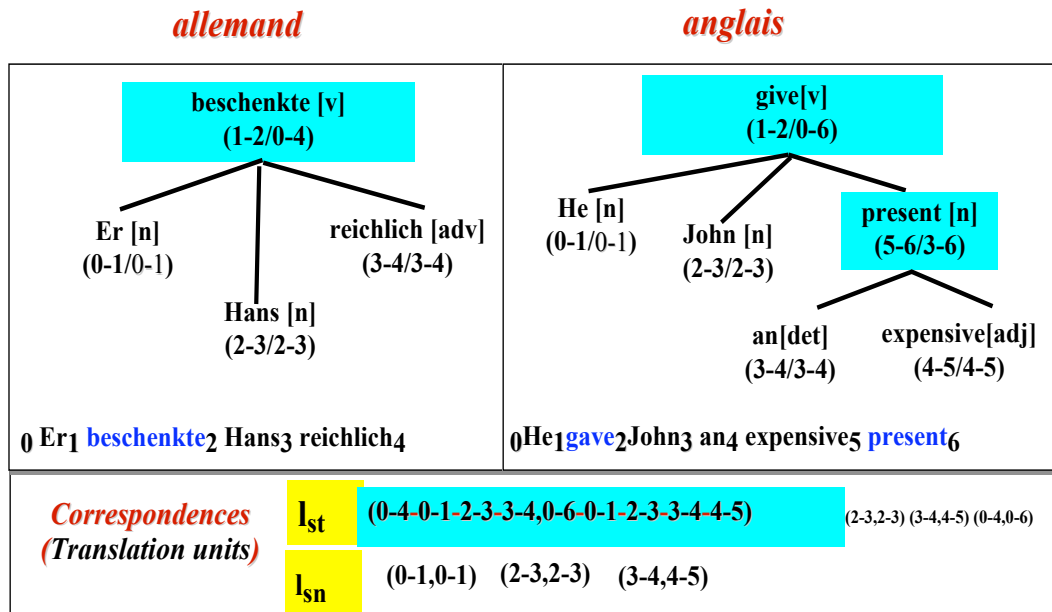 allemand
anglais
beschenkte [v]
(1-2/0-4)
Er [n]
(0-1/0-1)
reichlich [adv]
(3-4/3-4)
Hans [n]
(2-3/2-3)
0 Er1 beschenkte2 Hans3 reichlich4
give[v]
(1-2/0-6)
He [n]
(0-1/0-1)
John [n]
(2-3/2-3)
present [n]
(5-6/3-6)
an[det]
(3-4/3-4)
expensive[adj]
(4-5/4-5)
0He1gave2John3 an4 expensive5 present6
Correspondences
(Translation units)
lst
(0-4-0-1-2-3-3-4,0-6-0-1-2-3-3-4-4-5)
(2-3,2-3) (3-4,4-5) (0-4,0-6)
lsn
(0-1,0-1) (2-3,2-3) (3-4,4-5)